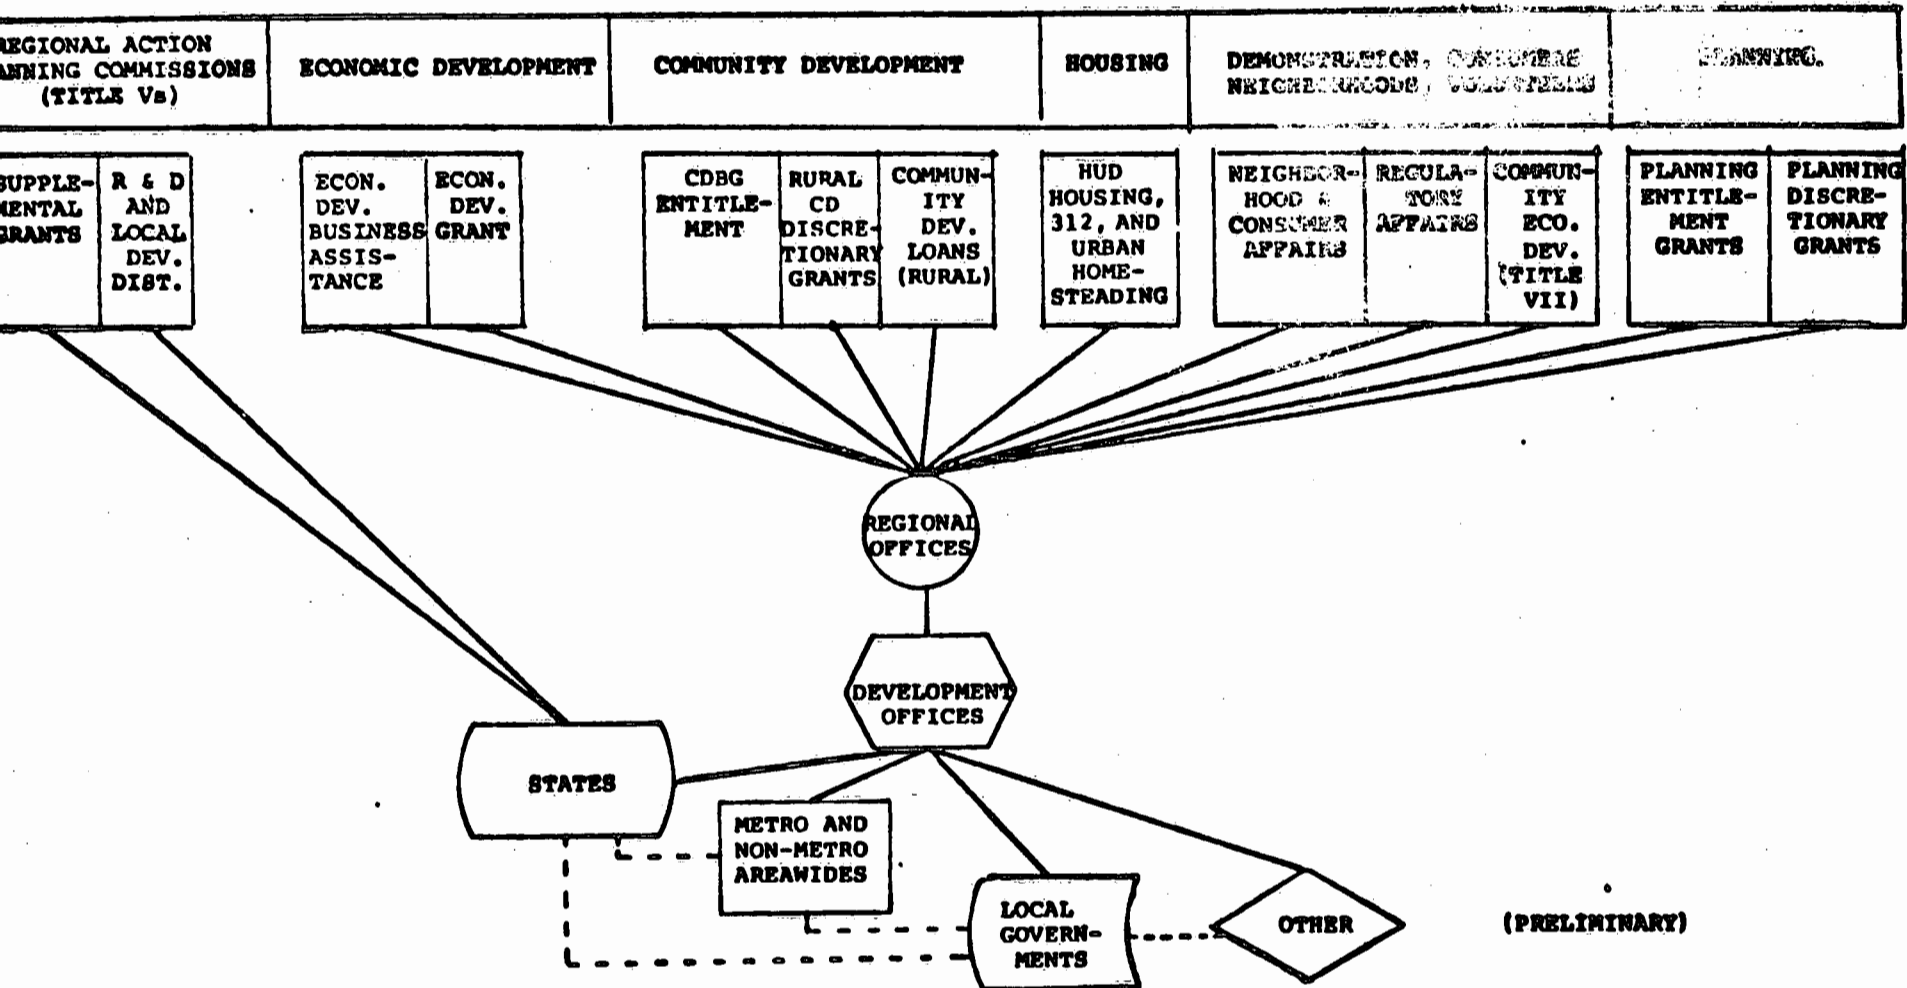 REGIONAL ACTION
PLANNING COMMISSIONS
(TITLE Vs)
ECONOMIC DEVELOPMENT
COMMUNITY DEVELOPMENT
HOUSING
DEMONSTRATION, CONSUMERS
NEIGHBORHOODS, VOLUNTEERS
PLANNING.
SUPPLE-
MENTAL
GRANTS
R & D
AND
LOCAL
DEV.
DIST.
ECON.
DEV.
BUSINESS
ASSIS-
TANCE
ECON.
DEV.
GRANT
CDBG
ENTITLE-
MENT
RURAL
CD
DISCRE-
TIONARY
GRANTS
COMMUN-
ITY
DEV.
LOANS
(RURAL)
HUD
HOUSING,
312, AND
URBAN
HOME-
STEADING
NEIGHBOR-
HOOD &
CONSUMER
AFFAIRS
REGULA-
TORY
AFFAIRS
COMMUN-
ITY
ECO.
DEV.
(TITLE
VII)
PLANNING
ENTITLE-
MENT
GRANTS
PLANNING
DISCRE-
TIONARY
GRANTS
REGIONAL
OFFICES
DEVELOPMENT
OFFICES
STATES
METRO AND
NON-METRO
AREAWIDES
LOCAL
GOVERN-
MENTS
OTHER
(PRELIMINARY)